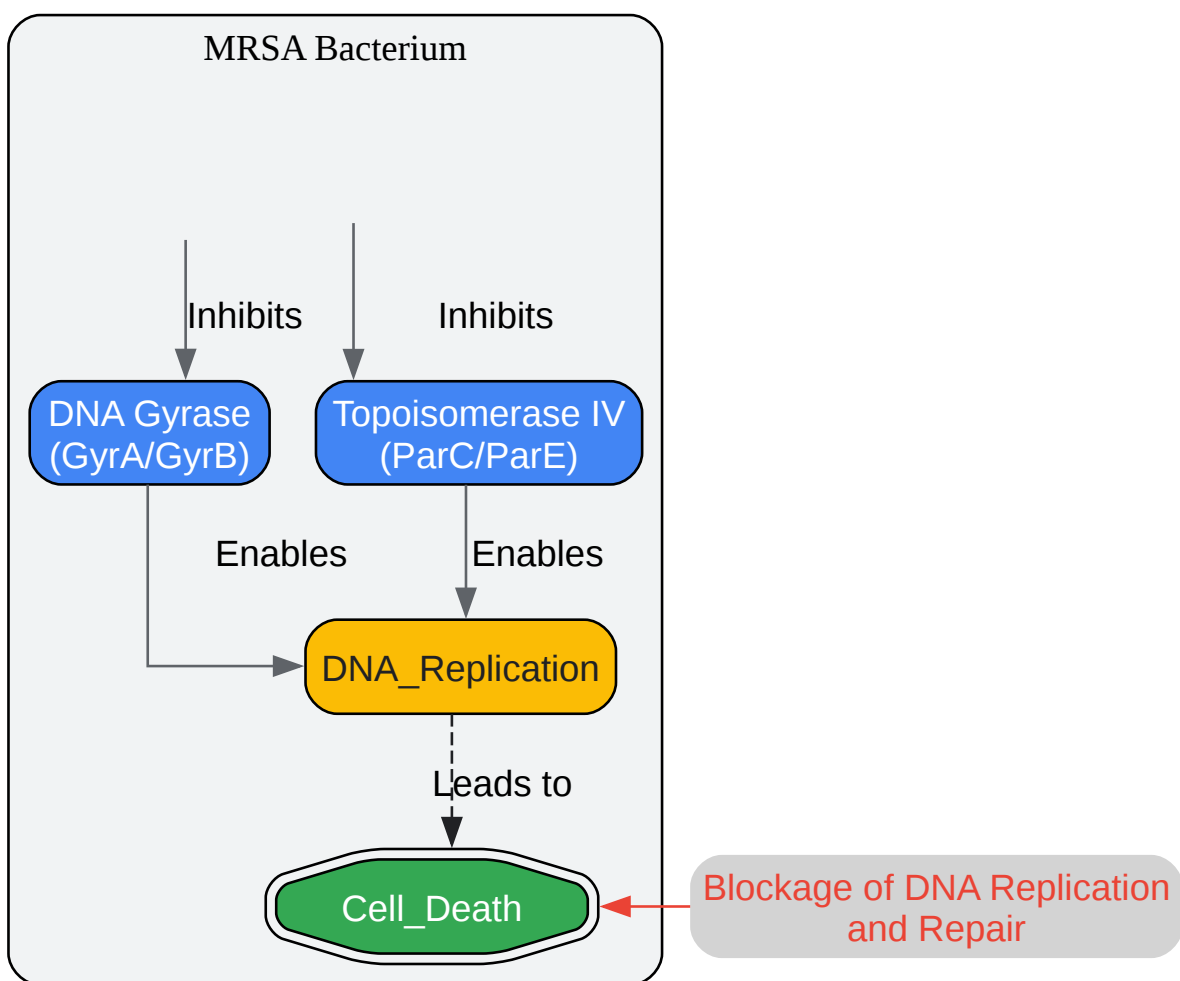 MRSA Bacterium
Inhibits
Inhibits
DNA Gyrase
(GyrA/GyrB)
Topoisomerase IV
(ParC/ParE)
Enables
Enables
DNA_Replication
Leads to
Cell_Death
Blockage of DNA Replication
and Repair